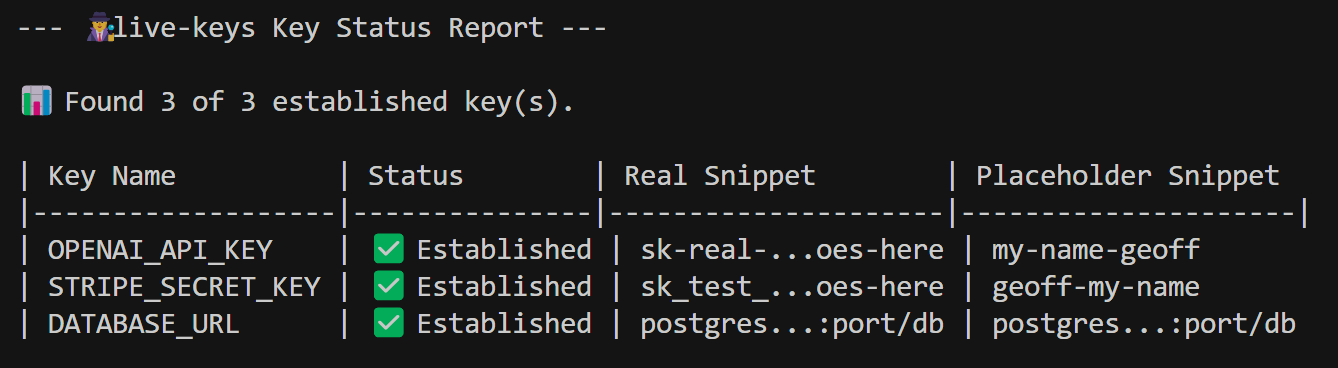 --- 🕵️live-keys Key Status Report ---
📊 Found 3 of 3 established key(s).
| Key Name          | Status        | Real Snippet        | Placeholder Snippet
|-------------------|---------------|---------------------|---------------------|
| OPENAI_API_KEY    | ✅ Established | sk-real-...oes-here | my-name-geoff
| STRIPE_SECRET_KEY | ✅ Established | sk_test_...oes-here | geoff-my-name
| DATABASE_URL      | ✅ Established | postgres...:port/db | postgres...:port/db